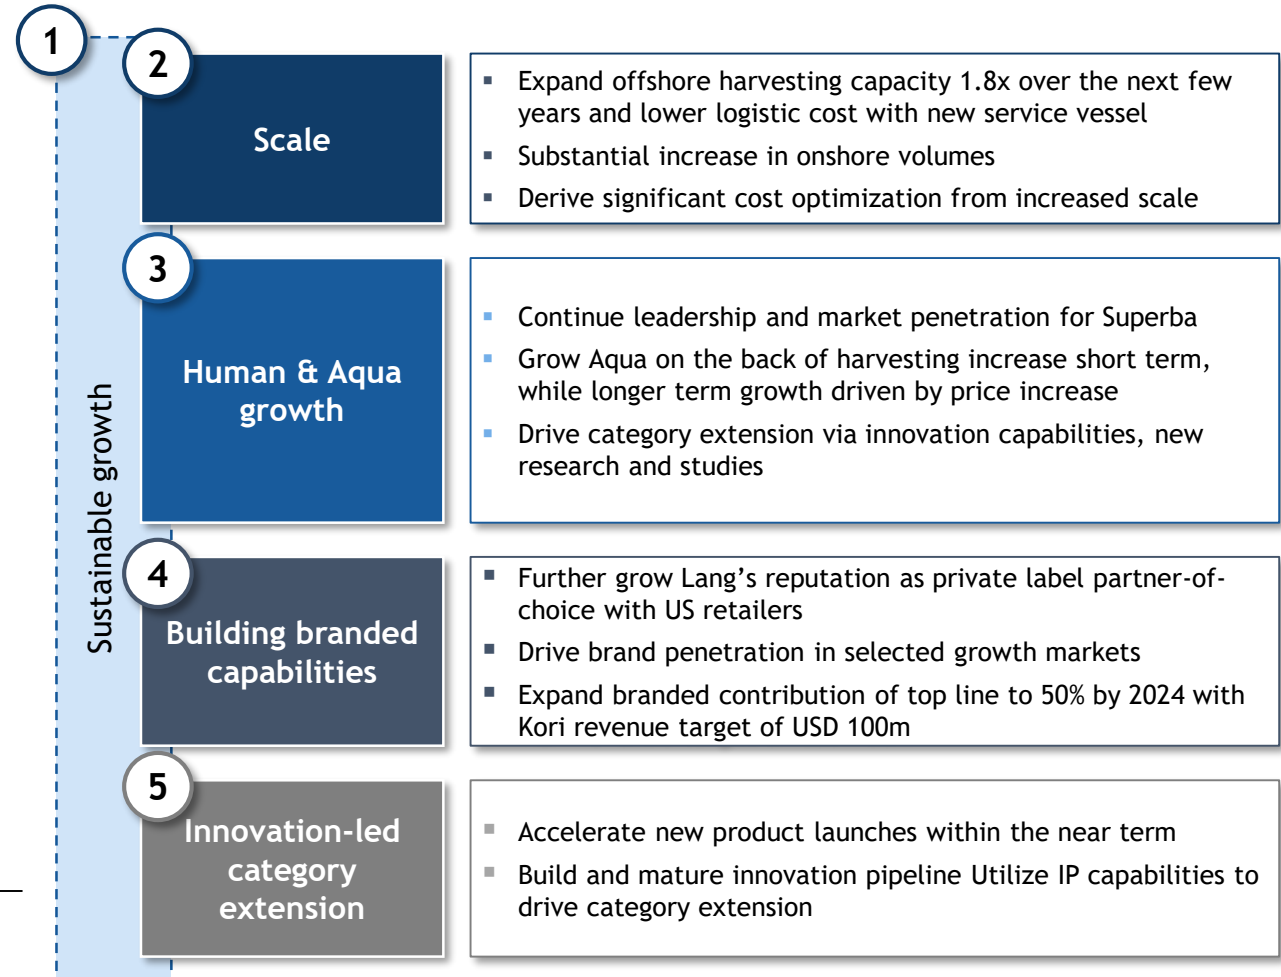 1
Sustainable growth
2
Scale
▪ Expand offshore harvesting capacity 1.8x over the next few
years and lower logistic cost with new service vessel
▪ Substantial increase in onshore volumes
▪ Derive significant cost optimization from increased scale
3
Human & Aqua
growth
▪ Continue leadership and market penetration for Superba
▪ Grow Aqua on the back of harvesting increase short term,
while longer term growth driven by price increase
▪ Drive category extension via innovation capabilities, new
research and studies
4
Building branded
capabilities
▪ Further grow Lang’s reputation as private label partner-of-
choice with US retailers
▪ Drive brand penetration in selected growth markets
▪ Expand branded contribution of top line to 50% by 2024 with
Kori revenue target of USD 100m
5
Innovation-led
category
extension
▪ Accelerate new product launches within the near term
▪ Build and mature innovation pipeline Utilize IP capabilities to
drive category extension